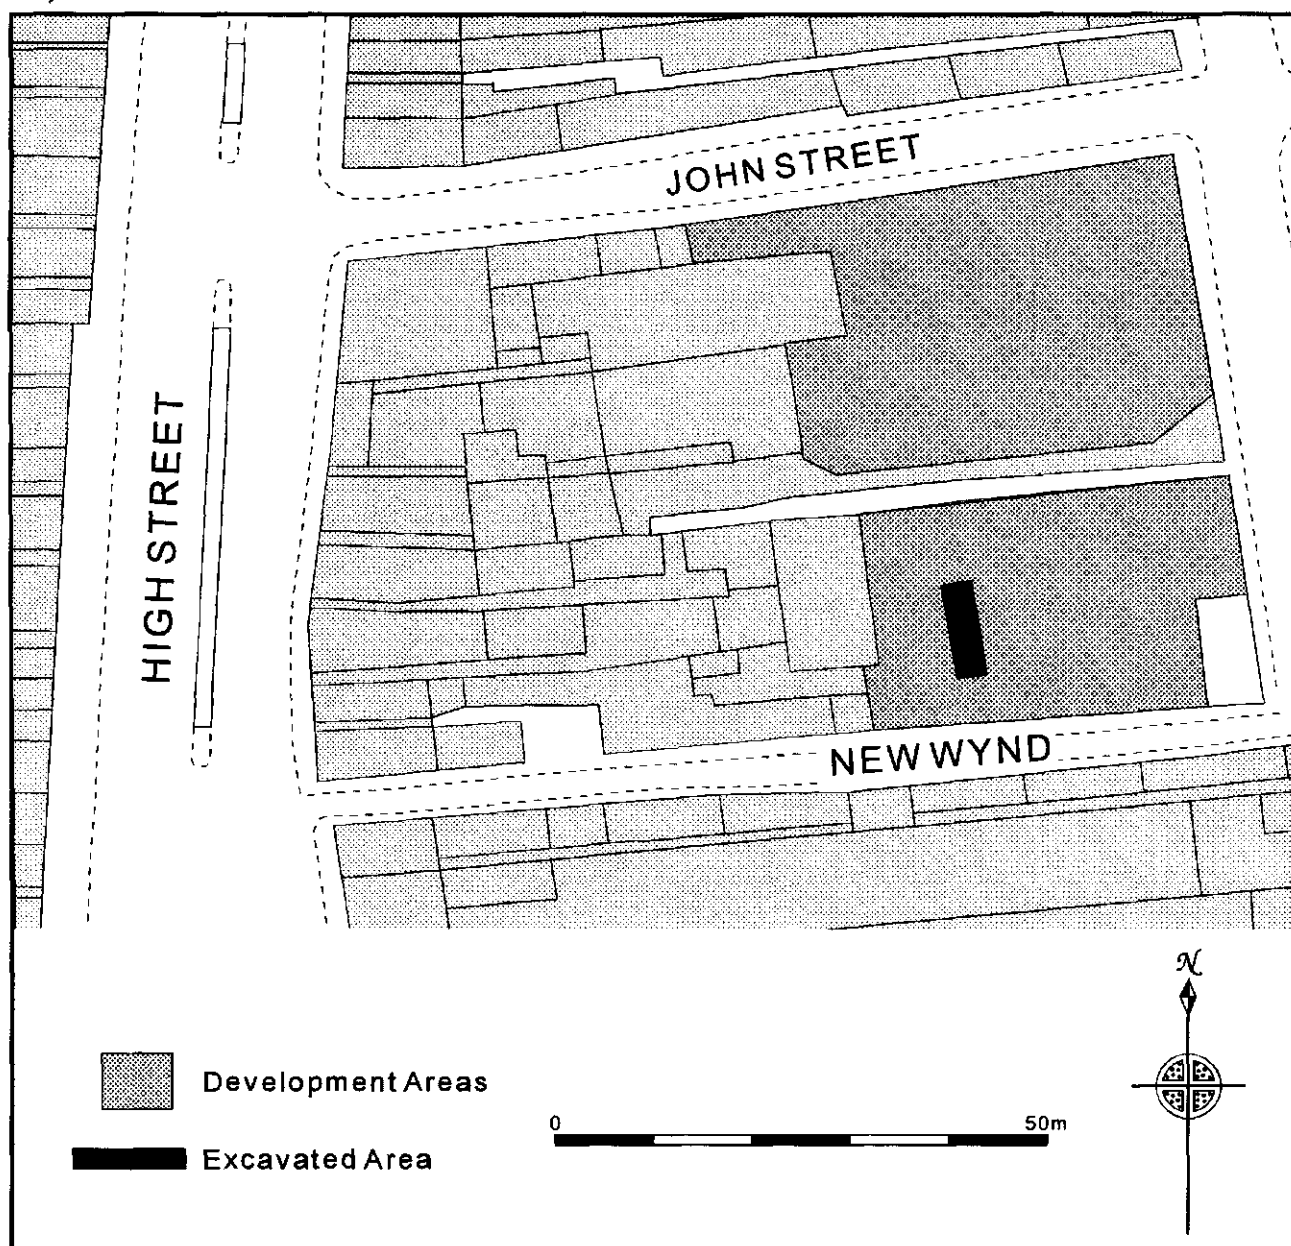 JOHN STREET
HIGH STREET
NEW WYND
N
Development Areas
0 50m
Excavated Area